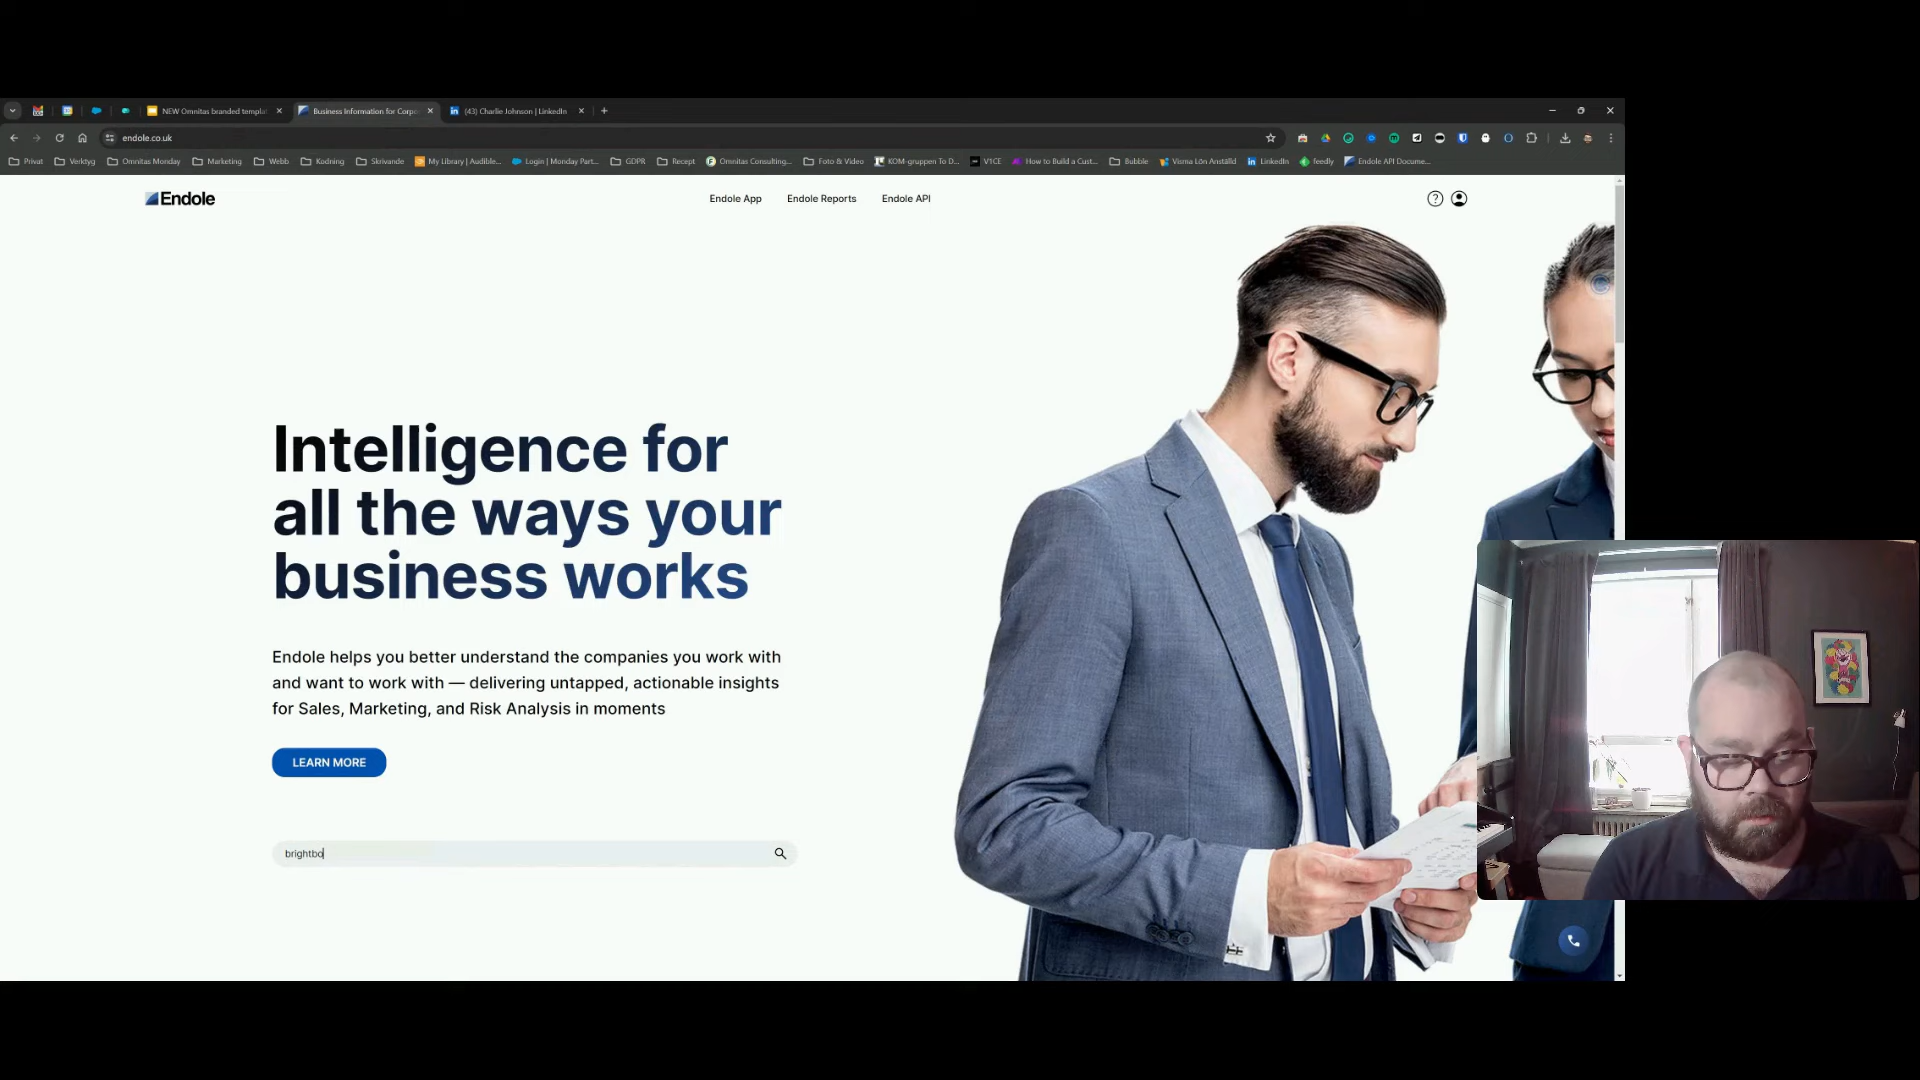 NEW Omnitas branded templa
Business Information for Corpo
(43) Charlie Johnson | LinkedIn
endole.co.uk
Privat
Verktyg
Omnitas Monday
Marketing
Webb
Kodning
Skrivande
My Library | Audible...
Login | Monday Part...
GDPR
Recept
Omnitas Consulting...
Foto & Video
KOM-gruppen To D...
V1CE
How to Build a Cust...
Bubble
Visma Lön Anställd
LinkedIn
feedly
Endole API Docume...
Endole
Endole App
Endole Reports
Endole API
Intelligence for
all the ways your
business works
Endole helps you better understand the companies you work with
and want to work with — delivering untapped, actionable insights
for Sales, Marketing, and Risk Analysis in moments
LEARN MORE
brightbo